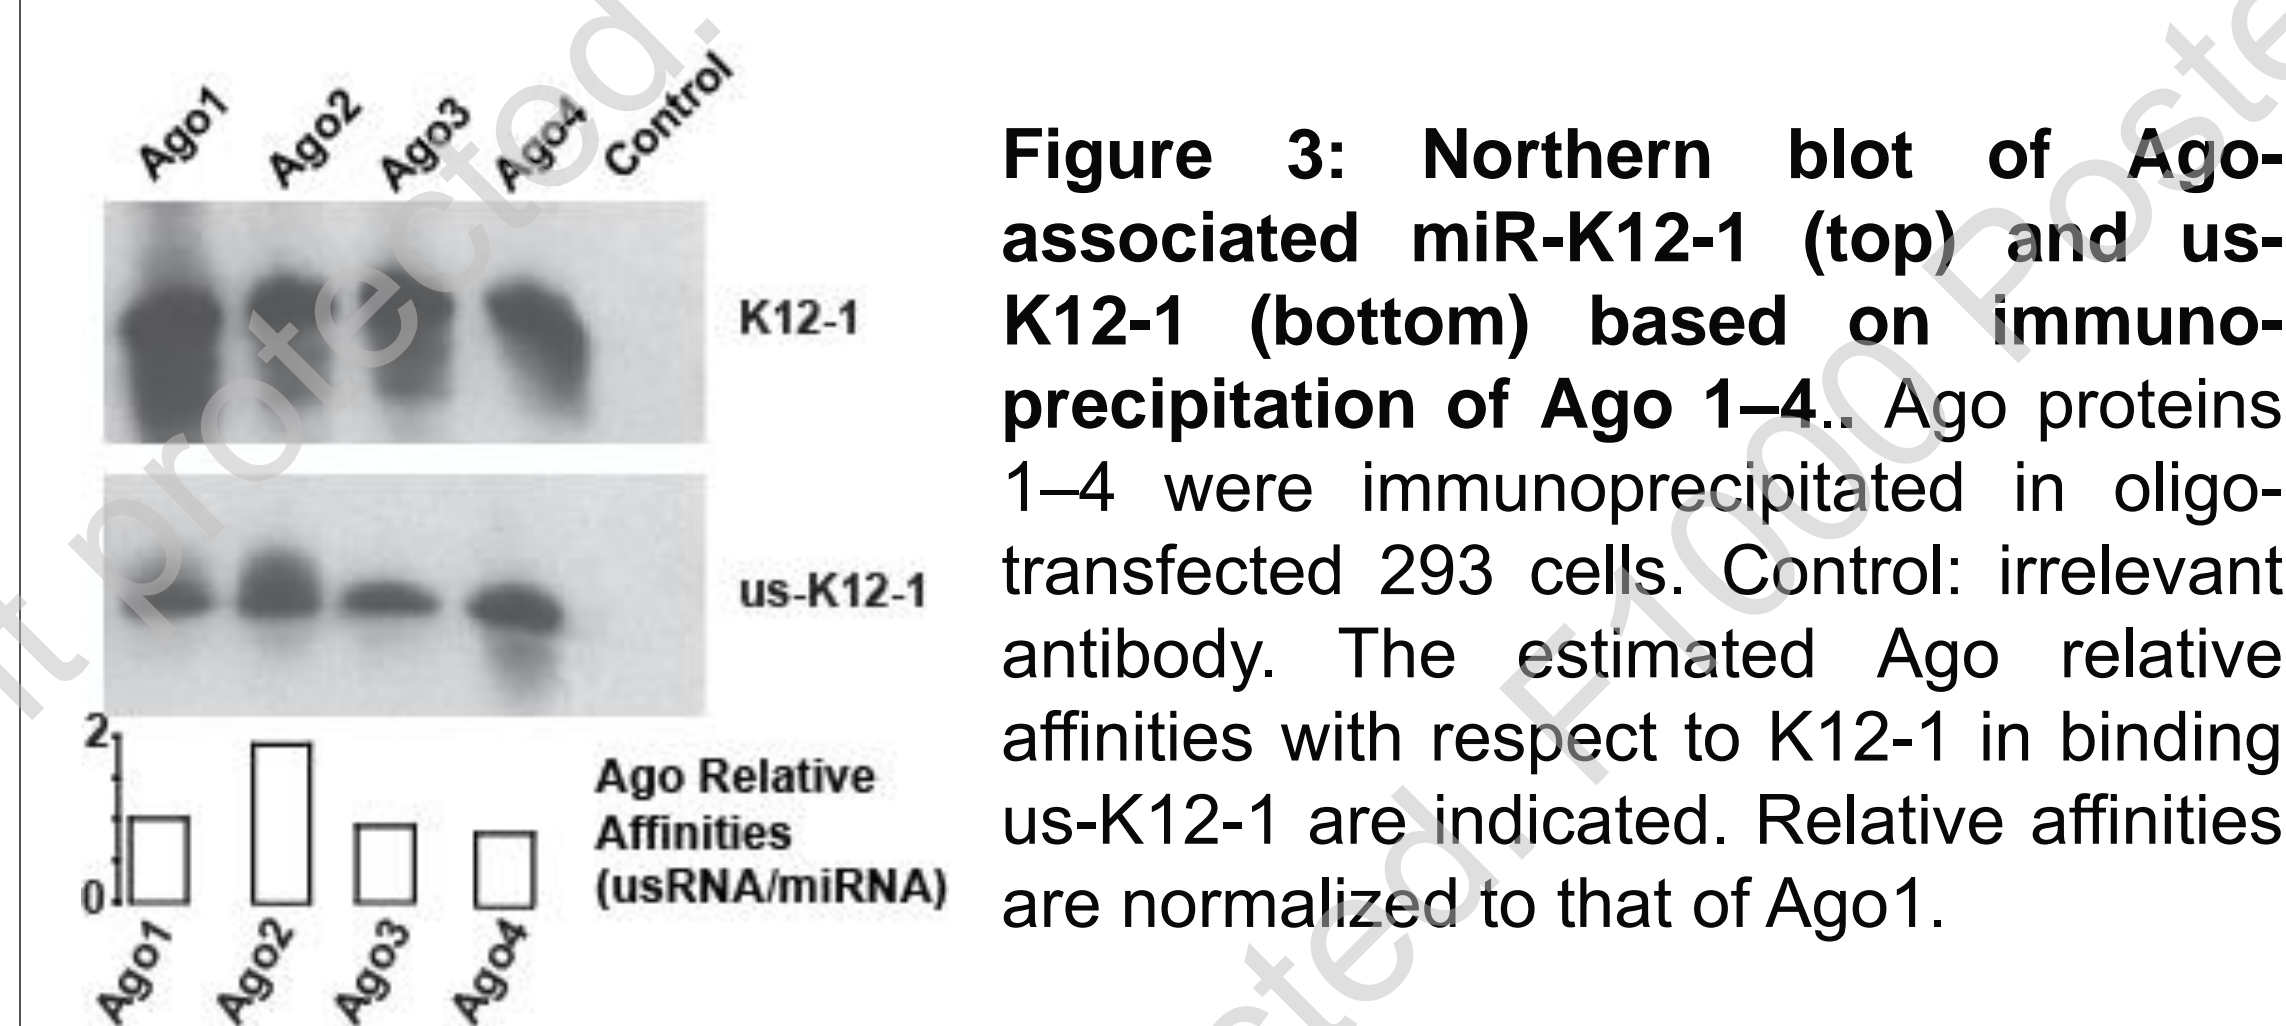 Ago1 Ago2 Ago3 Ago4 Control
K12-1
us-K12-1
2
0
Ago1 Ago2 Ago3 Ago4
Ago Relative
Affinities
(usRNA/miRNA)
Figure 3: Northern blot of Ago-
associated miR-K12-1 (top) and us-
K12-1 (bottom) based on immuno-
precipitation of Ago 1–4.. Ago proteins
1–4 were immunoprecipitated in oligo-
transfected 293 cells. Control: irrelevant
antibody. The estimated Ago relative
affinities with respect to K12-1 in binding
us-K12-1 are indicated. Relative affinities
are normalized to that of Ago1.
protected.
F1000 Poste